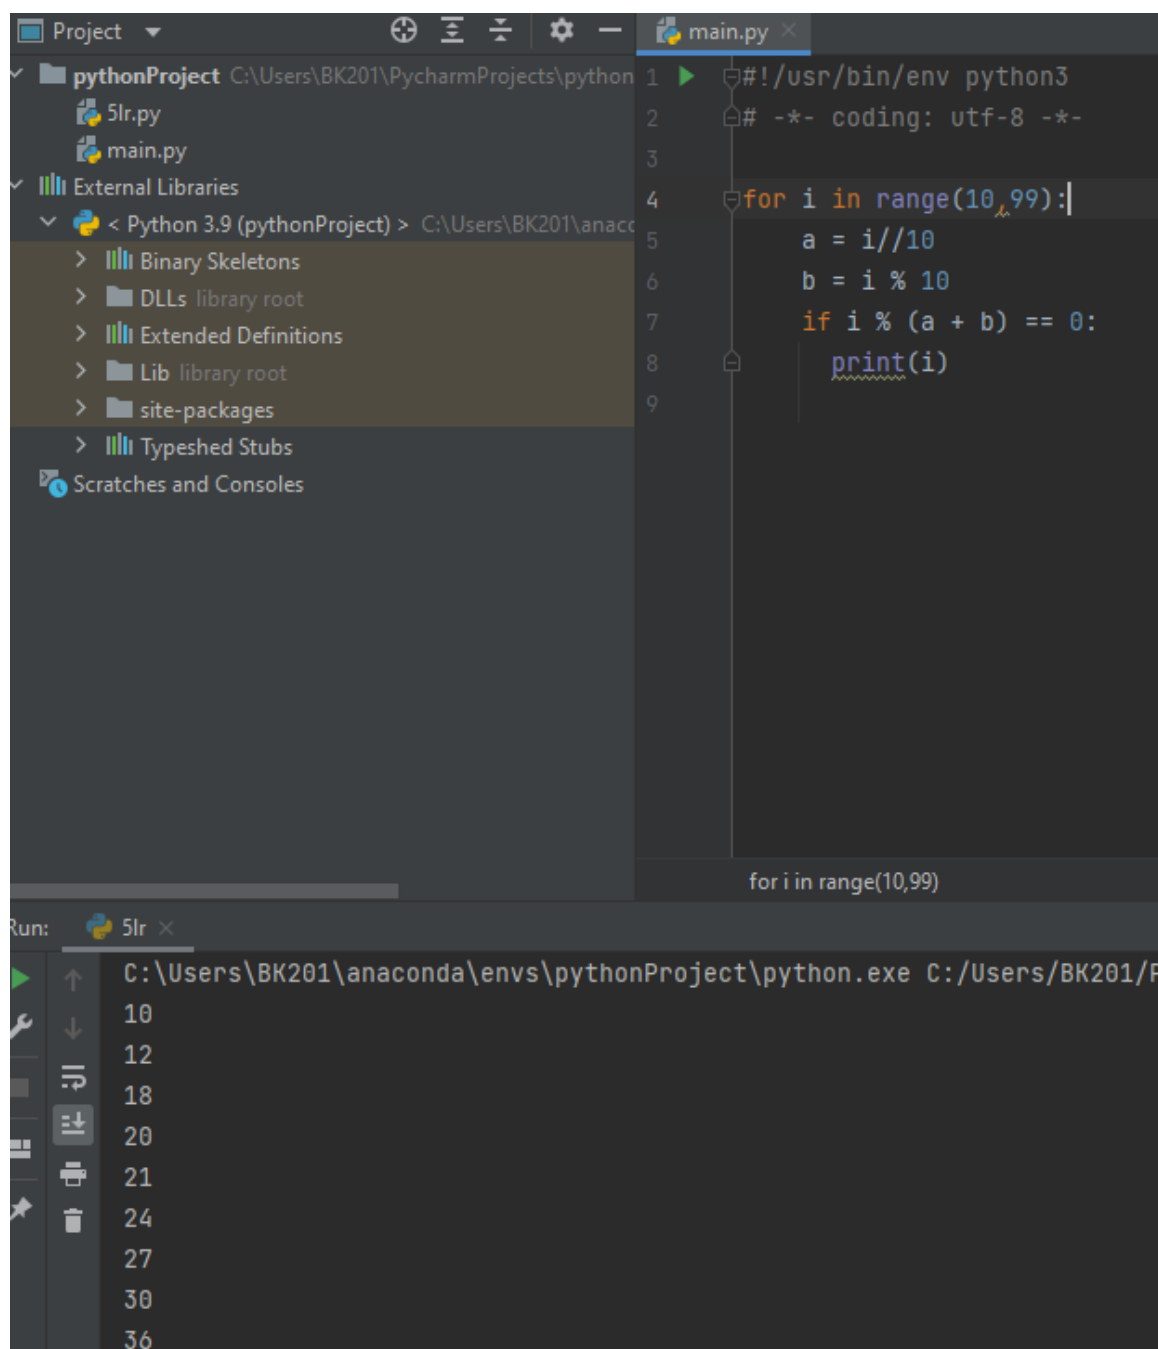 Project
pythonProject C:\Users\BK201\PycharmProjects\python
5lr.py
main.py
External Libraries
< Python 3.9 (pythonProject) > C:\Users\BK201\anac
Binary Skeletons
DLLs library root
Extended Definitions
Lib library root
site-packages
Typeshed Stubs
Scratches and Consoles
main.py
1 #!/usr/bin/env python3
2 # -*- coding: utf-8 -*-
3
4 for i in range(10,99):
5 a = i//10
6 b = i % 10
7 if i % (a + b) == 0:
8 print(i)
9
for i in range(10,99)
Run: 5lr
C:\Users\BK201\anaconda\envs\pythonProject\python.exe C:/Users/BK201/P
10
12
18
20
21
24
27
30
36